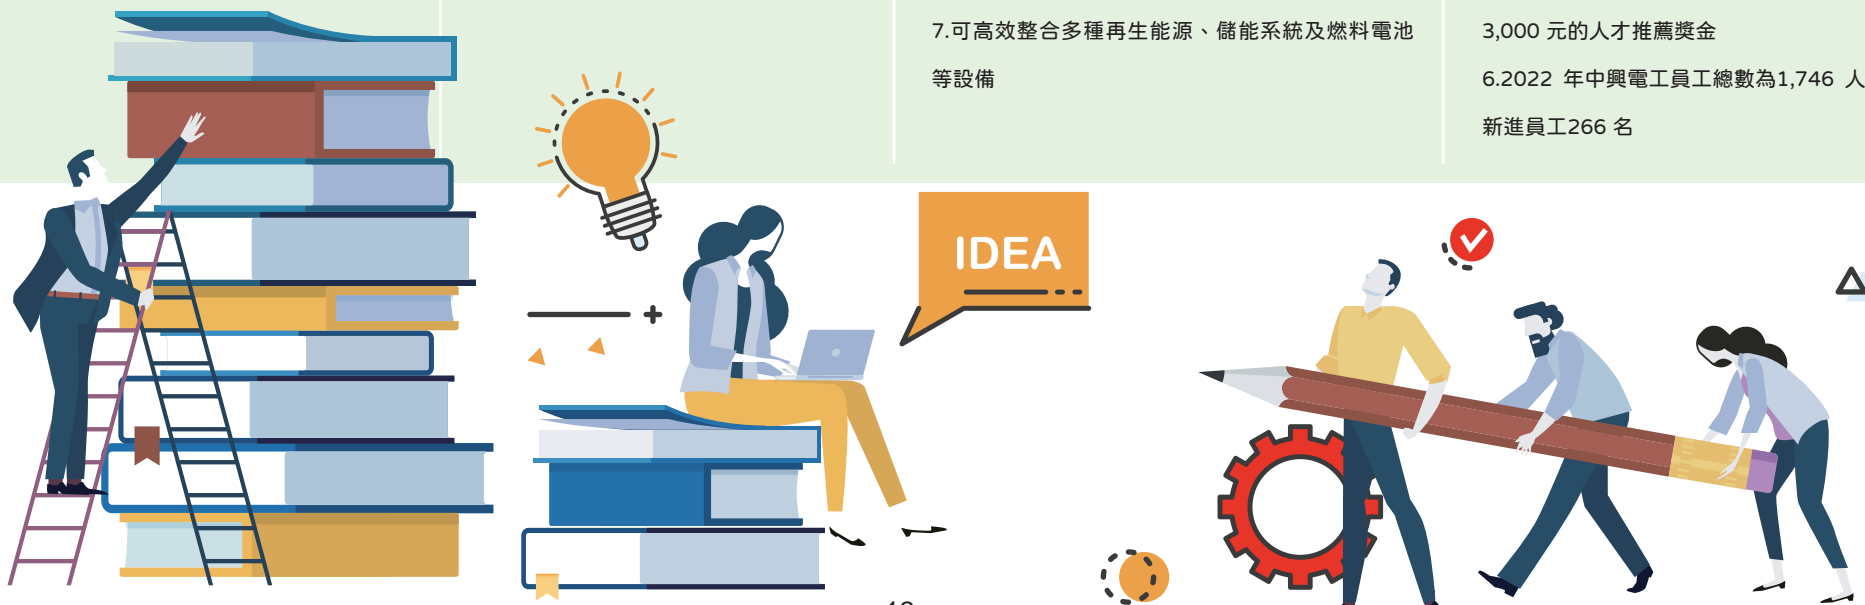 7.可高效整合多種再生能源、儲能系統及燃料電池
等設備
3,000 元的人才推薦獎金
6.2022 年中興電工員工總數為1,746 人
新進員工266 名
IDEA